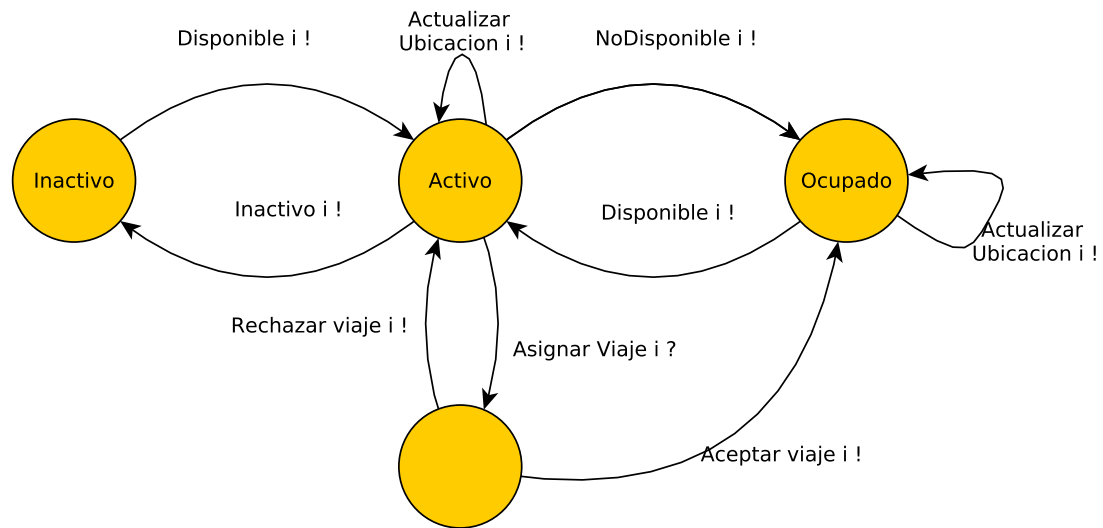 Actualizar
Ubicacion i !
Disponible i !
NoDisponible i !
Inactivo
Activo
Ocupado
Inactivo i !
Disponible i !
Actualizar
Ubicacion i !
Rechazar viaje i !
Asignar Viaje i ?
Aceptar viaje i !